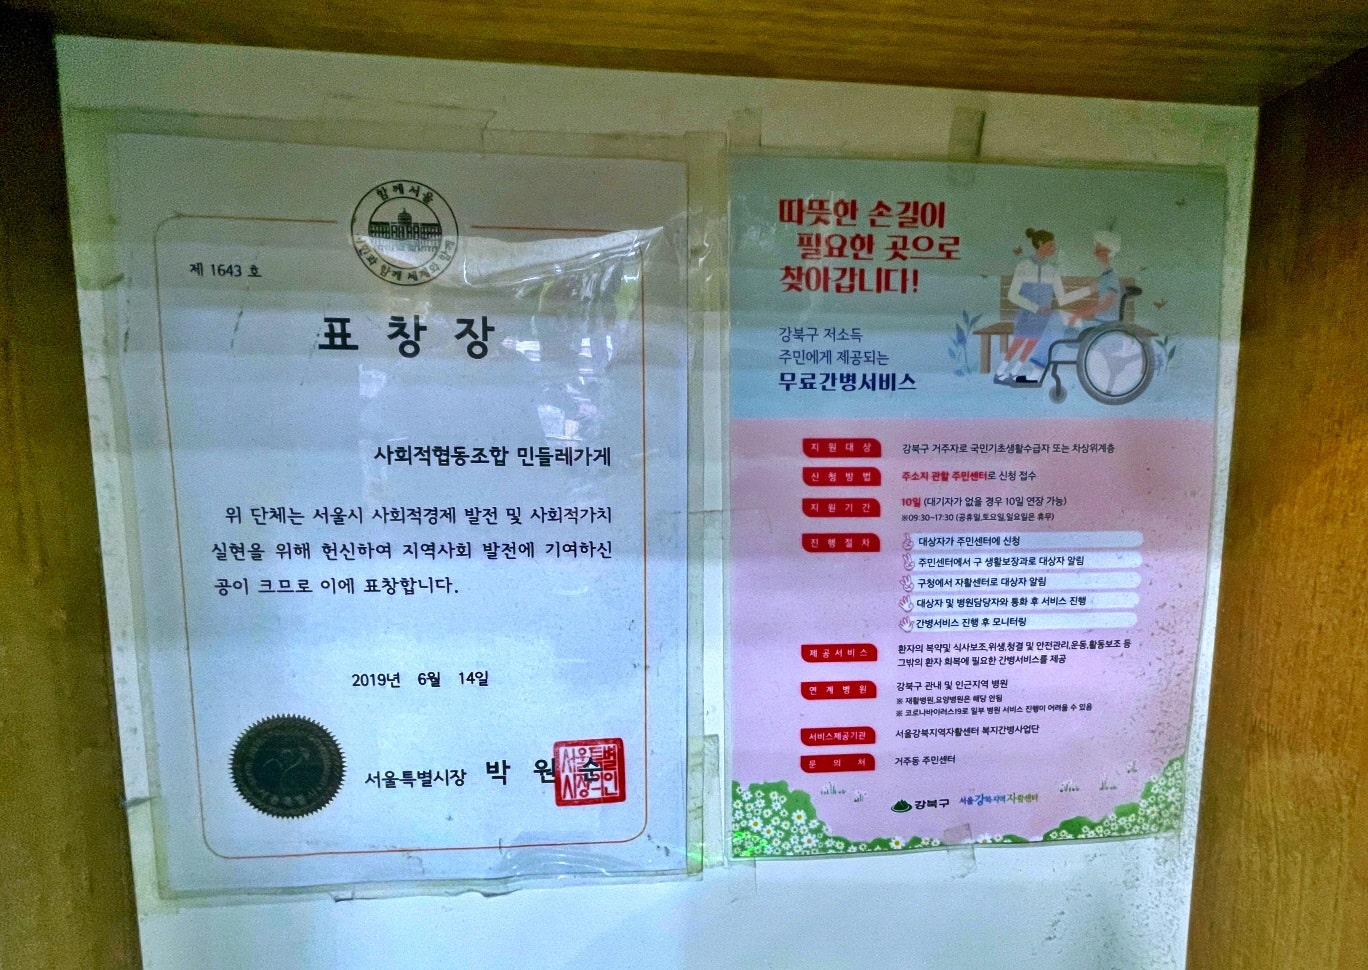 함께서울
시민과 함께 세계와 함께
제 1643 호
표 창 장
사회적협동조합 민들레가게
위 단체는 서울시 사회적경제 발전 및 사회적가치
실현을 위해 헌신하여 지역사회 발전에 기여하신
공이 크므로 이에 표창합니다.
2019년 6월 14일
서울특별시장 박 원 순
서울특별
시장의인
따뜻한 손길이
필요한 곳으로
찾아갑니다!
강북구 저소득
주민에게 제공되는
무료간병서비스
지원대상 강북구 거주자로 국민기초생활수급자 또는 차상위계층
신청방법 주소지 관할 주민센터로 신청 접수
지원기간 10일 (대기자가 없을 경우 10일 연장 가능)
※09:30~17:30 (공휴일,토요일,일요일은 휴무)
진행절차 대상자가 주민센터에 신청
주민센터에서 구 생활보장과로 대상자 알림
구청에서 자활센터로 대상자 알림
대상자 및 병원담당자와 통화 후 서비스 진행
간병서비스 진행 후 모니터링
제공서비스 환자의 복약및 식사보조,위생,청결 및 안전관리,운동,활동보조 등
그밖의 환자 회복에 필요한 간병서비스를 제공
연계병원 강북구 관내 및 인근지역 병원
※ 재활병원,요양병원은 해당 안됨
※ 코로나바이러스19로 일부 병원 서비스 진행이 어려울 수 있음
서비스제공기관 서울강북지역자활센터 복지간병사업단
문의처 거주동 주민센터
강북구 서울강북지역자활센터